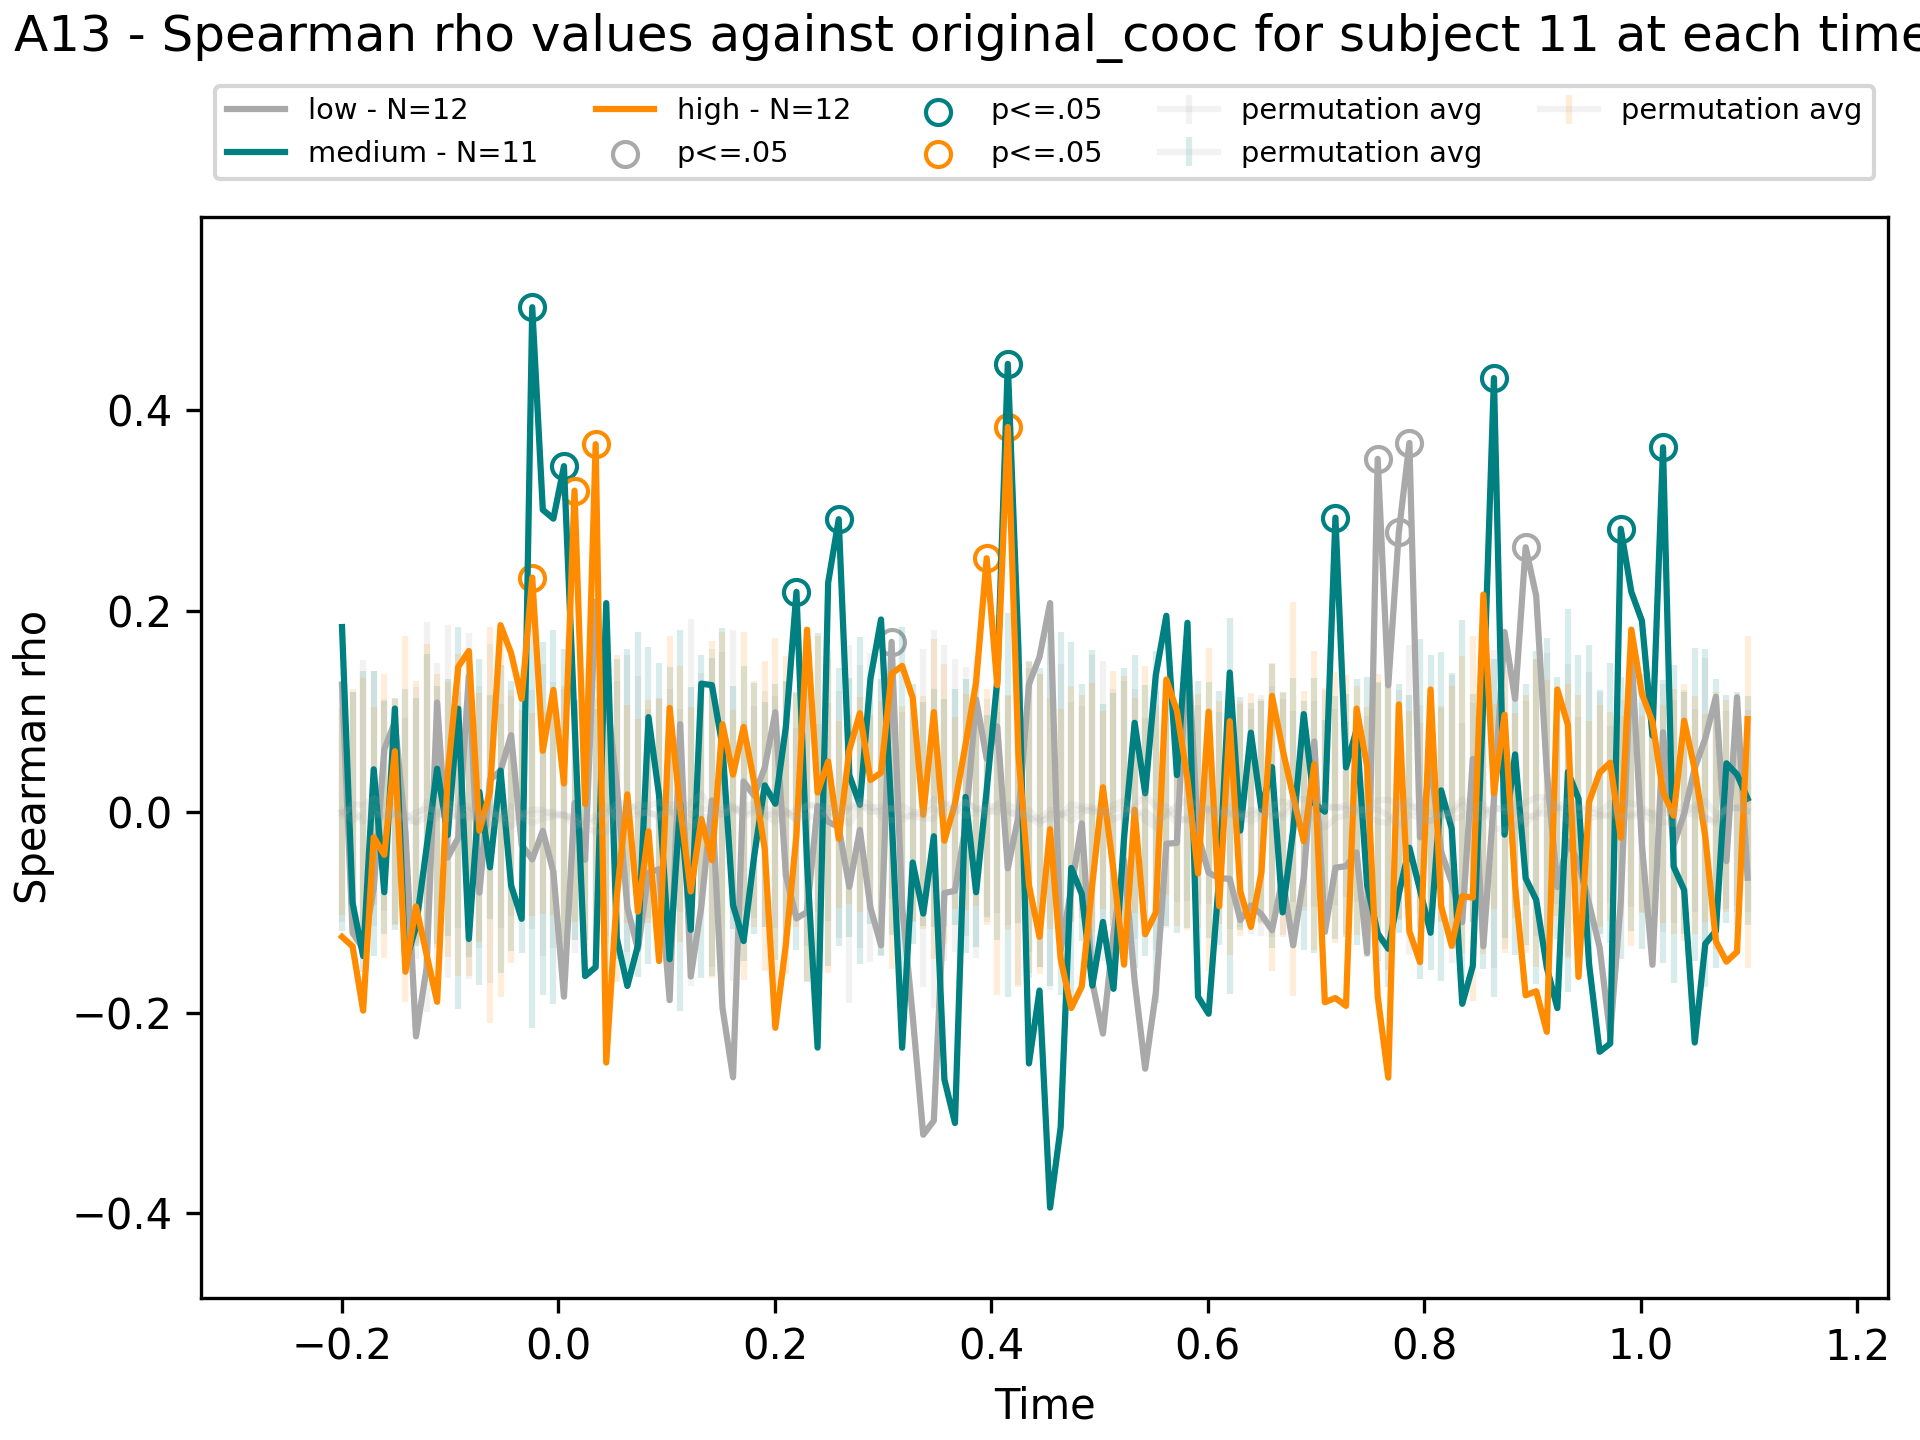 A13 - Spearman rho values against original_cooc for subject 11 at each time
low - N=12
medium - N=11
high - N=12
p<=.05
p<=.05
p<=.05
permutation avg
permutation avg
permutation avg
Spearman rho
0.4
0.2
0.0
−0.2
−0.4
−0.2 0.0 0.2 0.4 0.6 0.8 1.0 1.2
Time